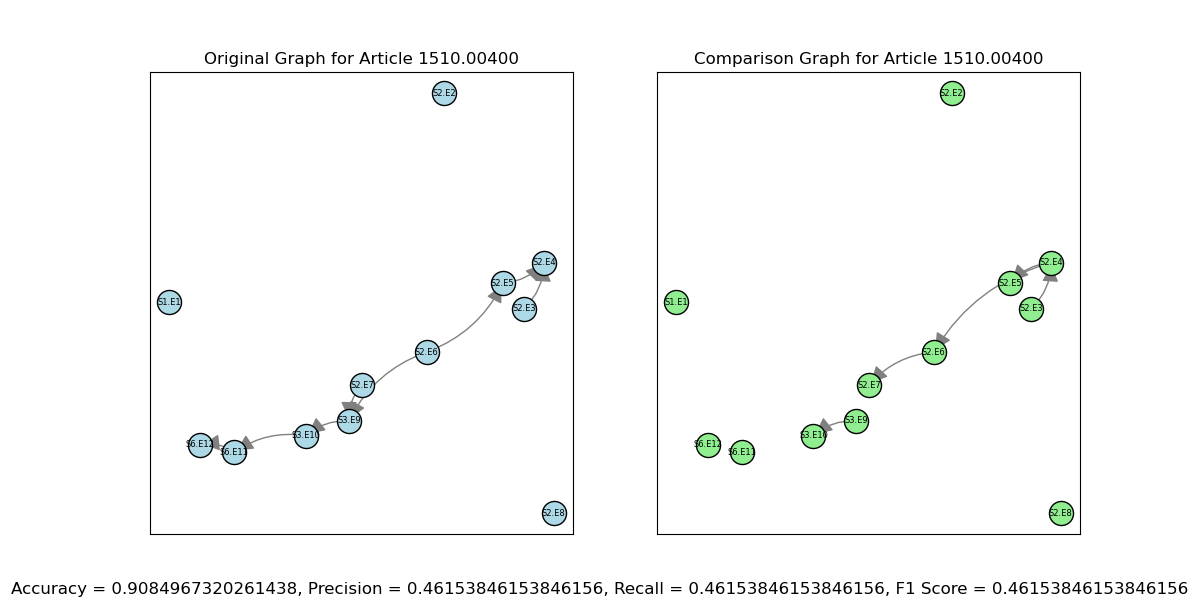 Original Graph for Article 1510.00400
Comparison Graph for Article 1510.00400
S2.E2
S2.E2
S2.E4
S2.E5
S2.E3
S1.E1
S2.E6
S2.E7
S3.E9
S3.E10
S6.E12
S6.E11
S2.E8
S2.E4
S2.E5
S2.E3
S1.E1
S2.E6
S2.E7
S3.E9
S3.E10
S6.E12
S6.E11
S2.E8
Accuracy = 0.9084967320261438, Precision = 0.46153846153846156, Recall = 0.46153846153846156, F1 Score = 0.46153846153846156